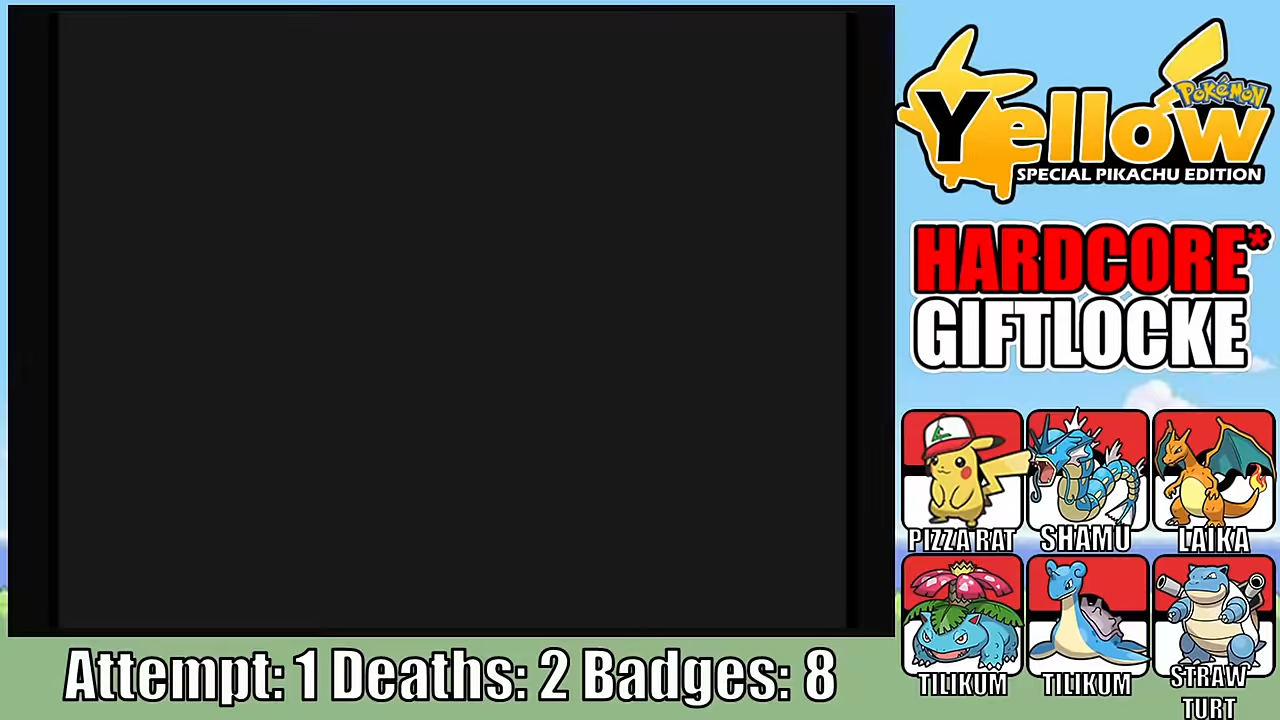 Yellow
POKéMON
SPECIAL PIKACHU EDITION
HARDCORE*
GIFTLOCKE
PIZZA RAT
SHAMU
LAIKA
TILIKUM
TILIKUM
STRAW
TURT
Attempt: 1 Deaths: 2 Badges: 8